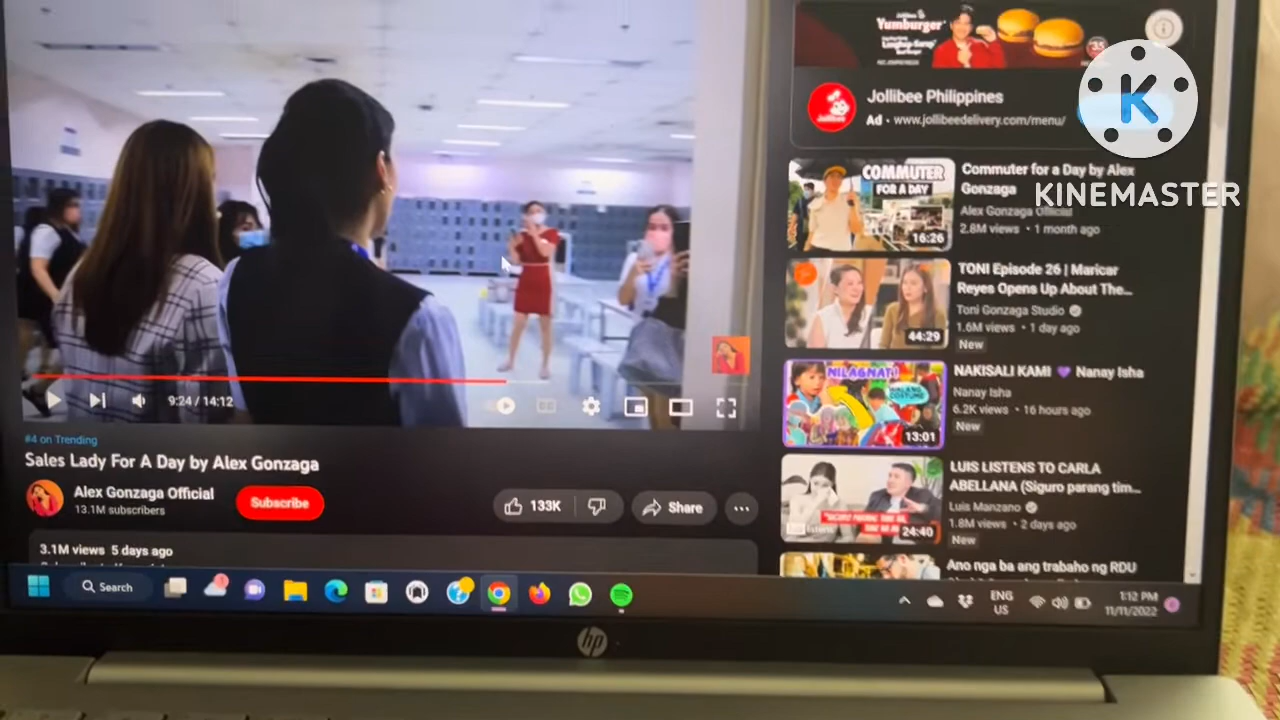 Yumburger
Jollibee Philippines
Ad · www.jollibeedelivery.com/menu/
KINEMASTER
COMMUTER
FOR A DAY
16:26
Commuter for a Day by Alex
Gonzaga
Alex Gonzaga Official
2.8M views • 1 month ago
44:29
TONI Episode 26 | Maricar
Reyes Opens Up About The...
Toni Gonzaga Studio
1.6M views • 1 day ago
New
NILAGNAT!
WALANG
COSTUME
13:01
NAKISALI KAMI 💜 Nanay Isha
Nanay Isha
6.2K views • 16 hours ago
New
24:40
LUIS LISTENS TO CARLA
ABELLANA (Siguro parang tim...
Luis Manzano
1.8M views • 2 days ago
New
Ano nga ba ang trabaho ng RDU
9:24 / 14:12
#4 on Trending
Sales Lady For A Day by Alex Gonzaga
Alex Gonzaga Official
13.1M subscribers
Subscribe
133K
Share
3.1M views 5 days ago
Search
ENG
US
1:12 PM
11/11/2022
hp